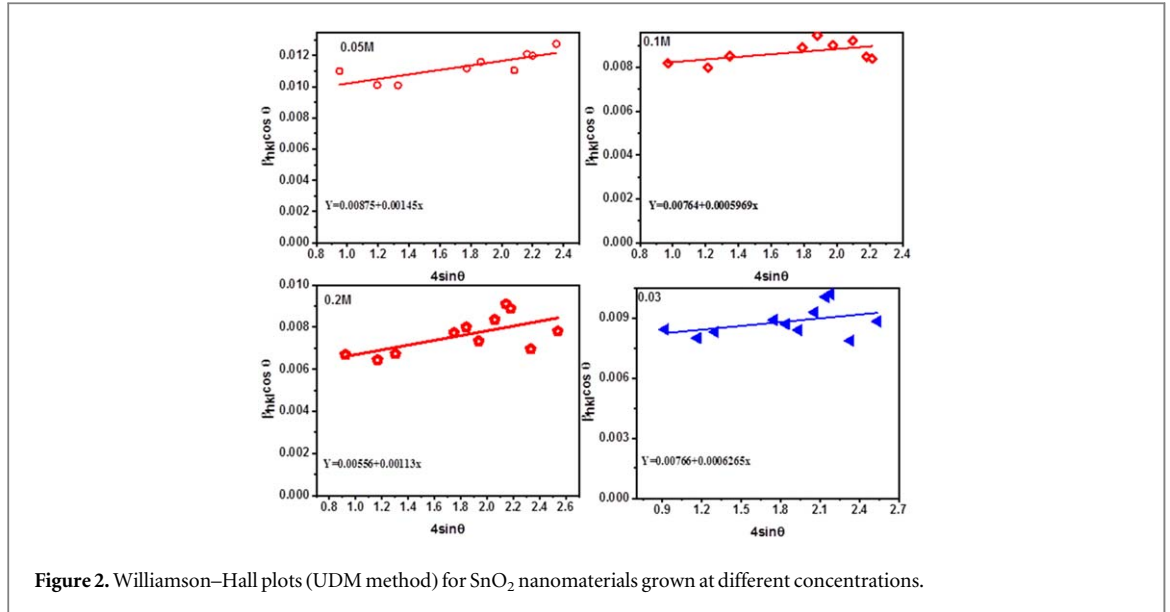 0.05M
0.012
0.010
0.008
0.006
0.004
0.002
0.000
βhkl cos θ
Y=0.00875+0.00145x
0.8 1.0 1.2 1.4 1.6 1.8 2.0 2.2 2.4
4sinθ
0.1M
0.008
0.006
0.004
0.002
0.000
βhkl cos θ
Y=0.00764+0.0005969x
0.8 1.0 1.2 1.4 1.6 1.8 2.0 2.2 2.4
4sinθ
0.2M
0.010
0.008
0.006
0.004
0.002
0.000
βhkl cos θ
Y=0.00556+0.00113x
0.8 1.0 1.2 1.4 1.6 1.8 2.0 2.2 2.4 2.6
4sinθ
0.03
0.009
0.006
0.003
0.000
βhkl cos θ
Y=0.00766+0.0006265x
0.9 1.2 1.5 1.8 2.1 2.4 2.7
4sinθ
Figure 2. Williamson–Hall plots (UDM method) for SnO₂ nanomaterials grown at different concentrations.